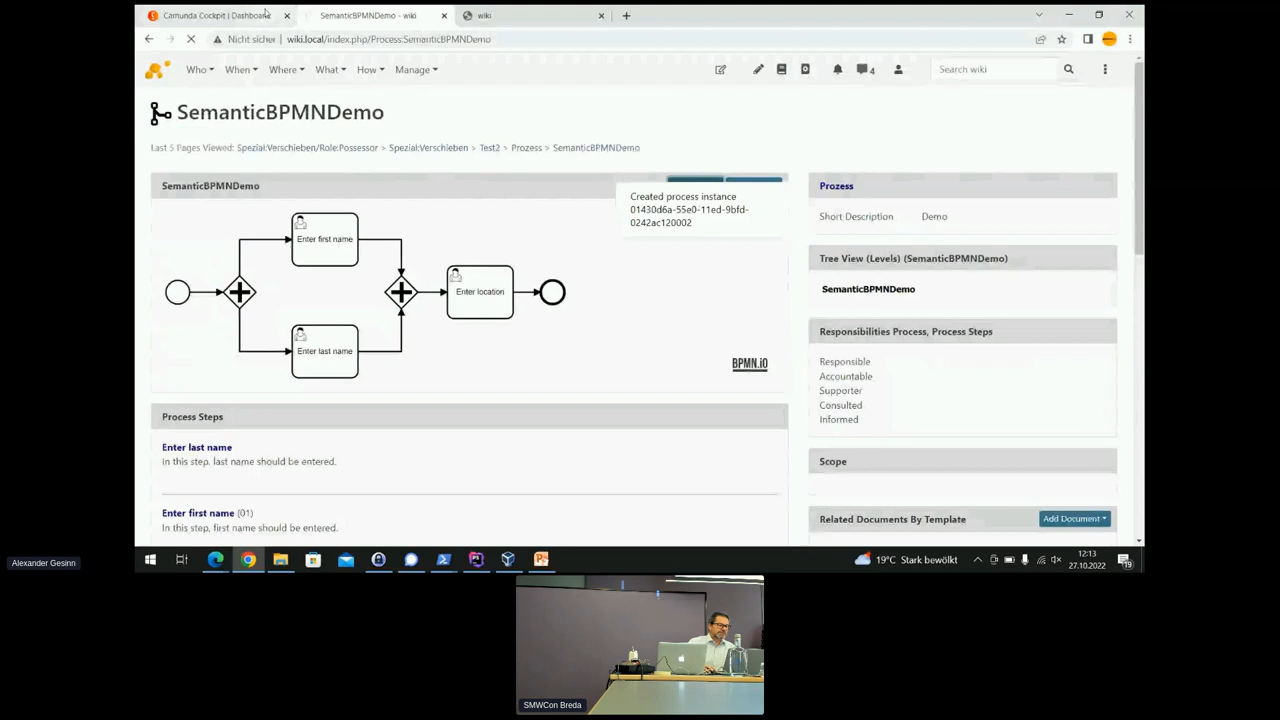 Camunda Cockpit | Dashboard
SemanticBPMNDemo - wiki
wiki
Nicht sicher
wiki.local/index.php/Process:SemanticBPMNDemo
Who When Where What How Manage
4
Search wiki
SemanticBPMNDemo
Last 5 Pages Viewed: Spezial:Verschieben/Role:Possessor > Spezial:Verschieben > Test2 > Prozess > SemanticBPMNDemo
SemanticBPMNDemo
Created process instance
01430d6a-55e0-11ed-9bfd-
0242ac120002
Enter first name
Enter location
Enter last name
BPMN.iO
Process Steps
Enter last name
In this step, last name should be entered.
Enter first name (01)
In this step, first name should be entered.
Prozess
Short Description Demo
Tree View (Levels) (SemanticBPMNDemo)
SemanticBPMNDemo
Responsibilities Process, Process Steps
Responsible
Accountable
Supporter
Consulted
Informed
Scope
Related Documents By Template
Add Document
19°C Stark bewölkt
12:13
27.10.2022
19
Alexander Gesinn
SMWCon Breda